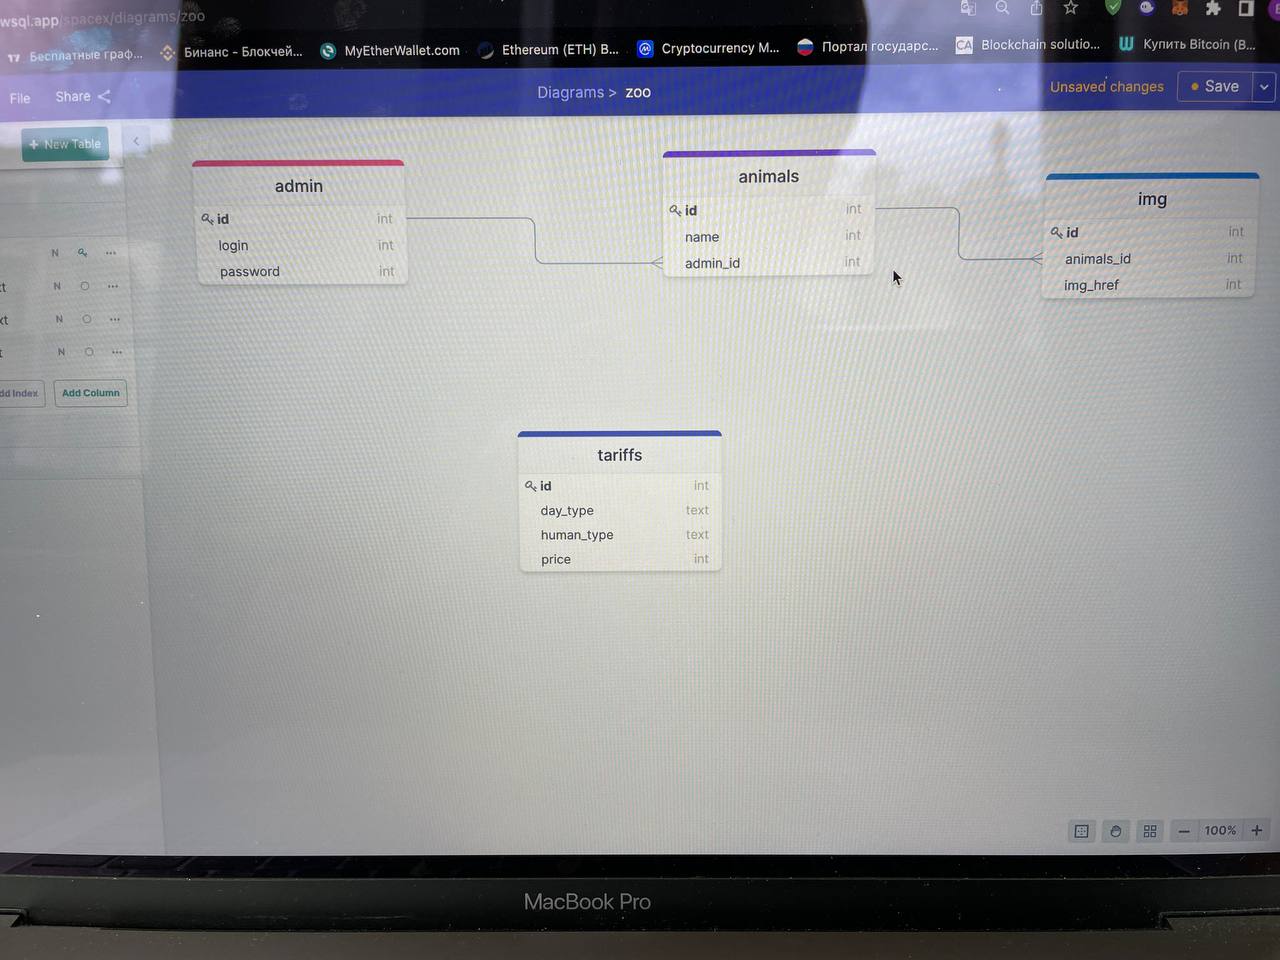 wsql.app/spacex/diagrams/zoo
Бесплатные граф... Бинанс - Блокчей... MyEtherWallet.com Ethereum (ETH) B... Cryptocurrency M... Портал государс... CA Blockchain solutio... Купить Bitcoin (B...
File Share Diagrams > zoo Unsaved changes Save
+ New Table
N
N
N
N
Add Column
admin
id int
login int
password int
animals
id int
name int
admin_id int
img
id int
animals_id int
img_href int
tariffs
id int
day_type text
human_type text
price int
100%
MacBook Pro